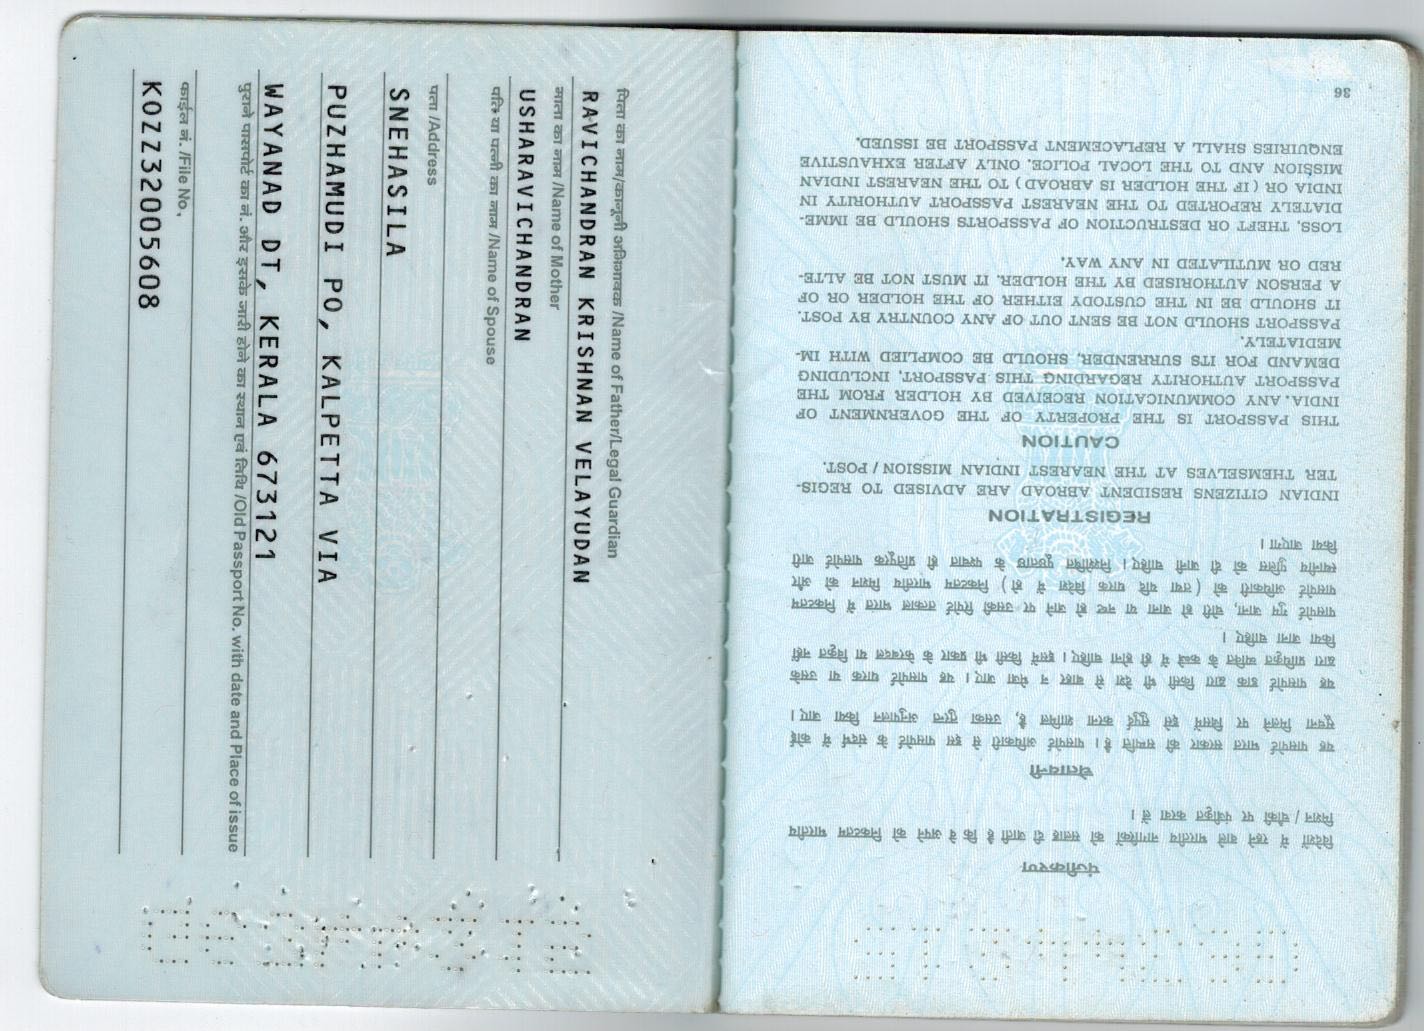 पिता का नाम/कानूनी अभिभावक /Name of Father/Legal Guardian
RAVICHANDRAN KRISHNAN VELAYUDAN
माता का नाम /Name of Mother
USHARAVICHANDRAN
पति या पत्नी का नाम /Name of Spouse
पता /Address
SNEHASILA
PUZHAMUDI PO, KALPETTA VIA
WAYANAD DT, KERALA 673121
पुराने पासपोर्ट का नं. और इसके जारी होने का स्थान एवं तिथि /Old Passport No. with date and Place of issue
फाईल नं. /File No.
KOZZ32005608
पंजीकरण
विदेशों में रहने वाले भारतीय नागरिकों को सलाह दी जाती है कि वे अपने को निकटतम भारतीय
मिशन / चौकी पर पंजीकृत करवा लें ।
चेतावनी
यह पासपोर्ट भारत सरकार की सम्पत्ति है। पासपोर्ट अधिकारी से इस पासपोर्ट के संदर्भ में कोई
सूचना मिलने पर जिसमें इसे सुपुर्द करना शामिल है, उसका तुरन्त अनुपालन किया जाए ।
यह पासपोर्ट डाक द्वारा किसी भी देश से बाहर न भेजा जाए। यह पासपोर्ट धारक या उसके
द्वारा प्राधिकृत व्यक्ति के कब्जे में ही होना चाहिए। इसमें किसी भी प्रकार के फेरबदल या विकृत नहीं
किया जाना चाहिए ।
पासपोर्ट गुम जाना, चोरी हो जाना या नष्ट हो जाने पर उसकी रिपोर्ट तत्काल भारत में निकटतम
पासपोर्ट अधिकारी को ( तथा यदि धारक विदेश में हो ) निकटतम भारतीय मिशन को और
स्थानीय पुलिस को दी जानी चाहिए। विस्तृत पूछताछ के पश्चात ही प्रतिरूप पासपोर्ट जारी
किया जाएगा ।
REGISTRATION
INDIAN CITIZENS RESIDENT ABROAD ARE ADVISED TO REGIS-
TER THEMSELVES AT THE NEAREST INDIAN MISSION / POST.
CAUTION
THIS PASSPORT IS THE PROPERTY OF THE GOVERNMENT OF
INDIA. ANY COMMUNICATION RECEIVED BY HOLDER FROM THE
PASSPORT AUTHORITY REGARDING THIS PASSPORT, INCLUDING
DEMAND FOR ITS SURRENDER, SHOULD BE COMPLIED WITH IM-
MEDIATELY.
PASSPORT SHOULD NOT BE SENT OUT OF ANY COUNTRY BY POST.
IT SHOULD BE IN THE CUSTODY EITHER OF THE HOLDER OR OF
A PERSON AUTHORISED BY THE HOLDER. IT MUST NOT BE ALTE-
RED OR MUTILATED IN ANY WAY.
LOSS, THEFT OR DESTRUCTION OF PASSPORTS SHOULD BE IMME-
DIATELY REPORTED TO THE NEAREST PASSPORT AUTHORITY IN
INDIA OR ( IF THE HOLDER IS ABROAD ) TO THE NEAREST INDIAN
MISSION AND TO THE LOCAL POLICE. ONLY AFTER EXHAUSTIVE
ENQUIRIES SHALL A REPLACEMENT PASSPORT BE ISSUED.
36